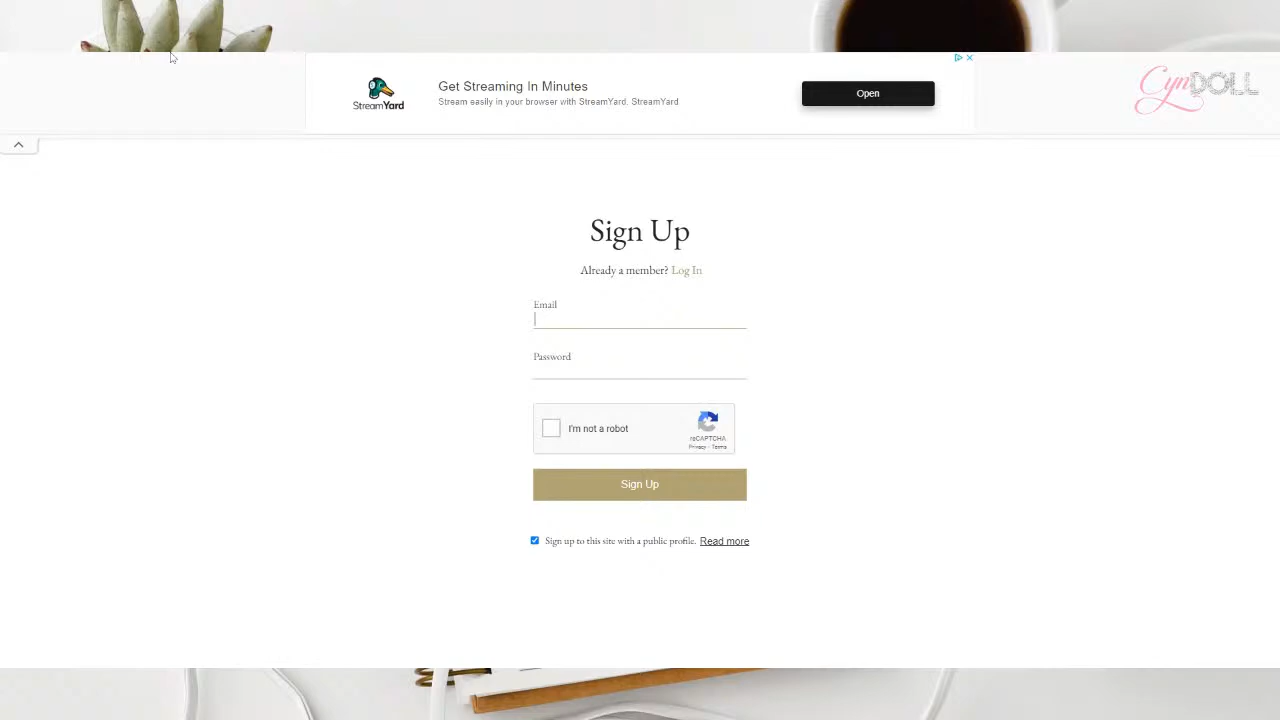 Get Streaming In Minutes
Stream easily in your browser with StreamYard. StreamYard
StreamYard
Open
CynDOLL
Sign Up
Already a member? Log In
Email
Password
I'm not a robot
reCAPTCHA
Privacy - Terms
Sign Up
Sign up to this site with a public profile. Read more